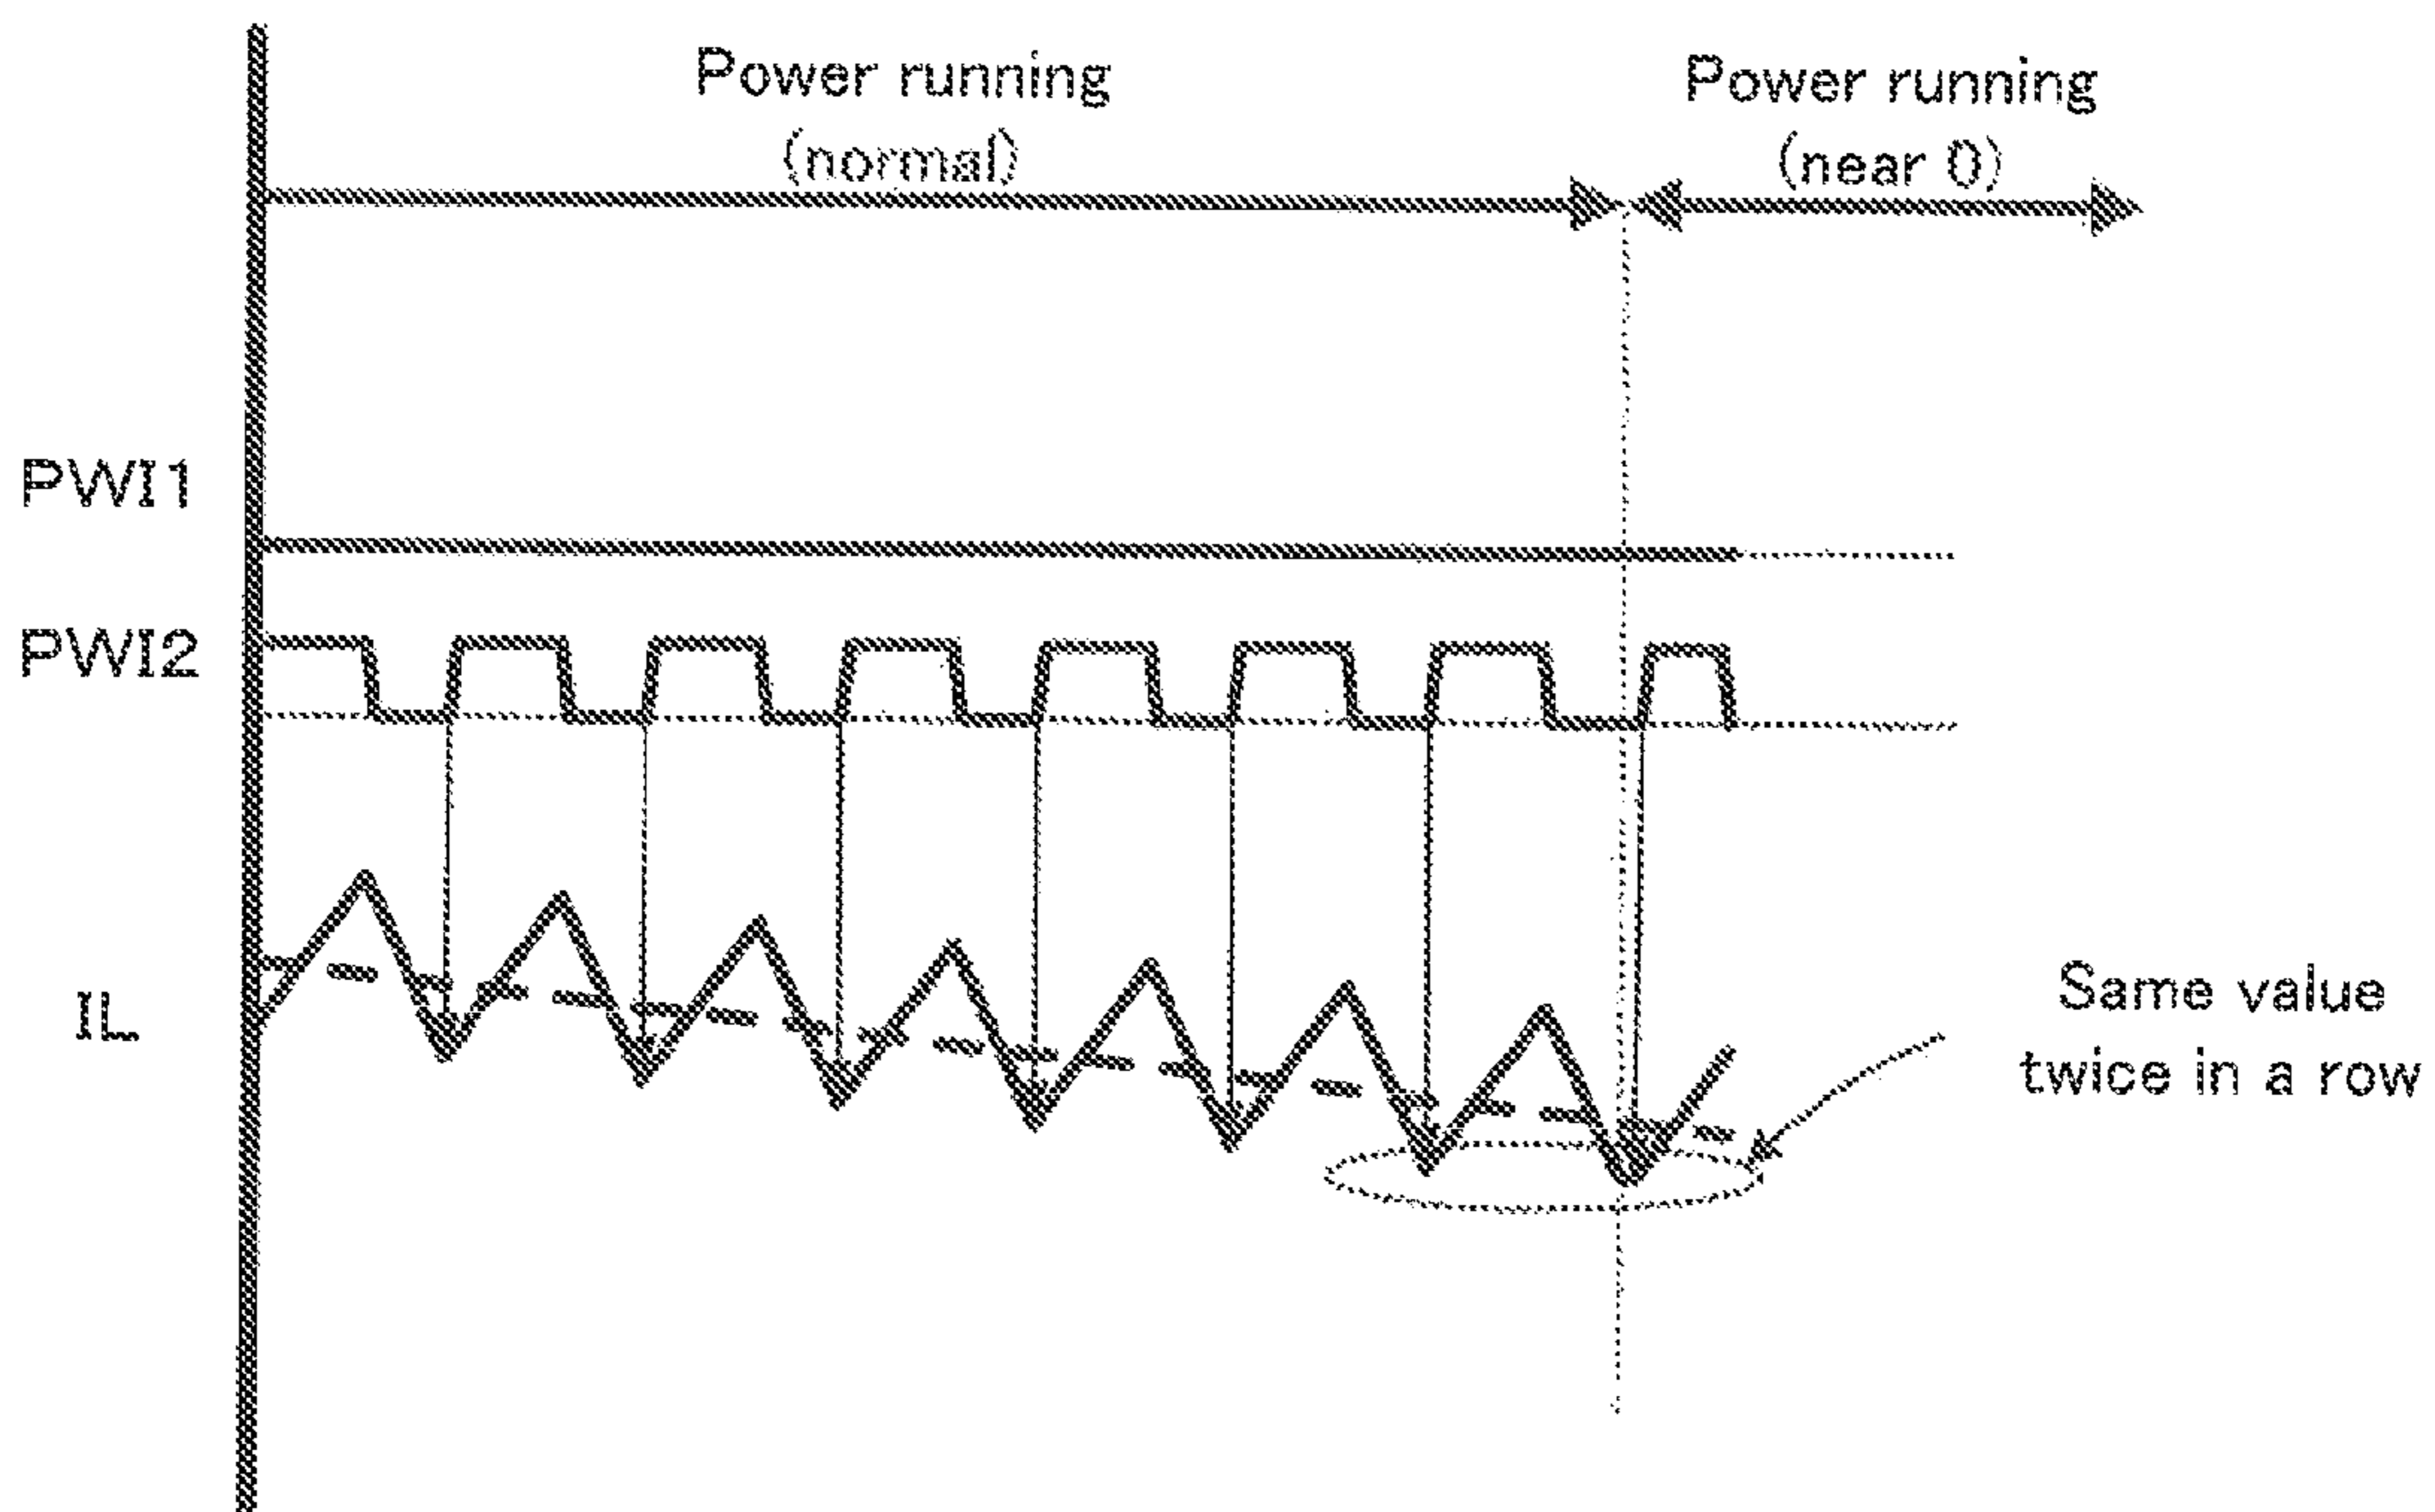 Power running
(normal)
Power running
(near 0)
PWI1
PWI2
IL
Same value
twice in a row